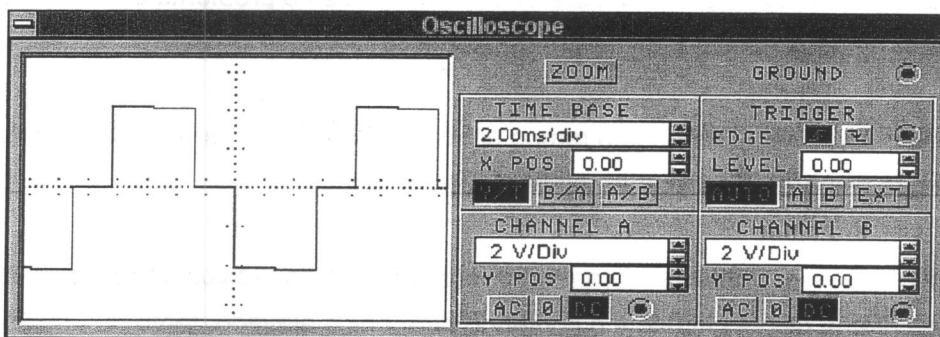 Oscilloscope
ZOOM
GROUND
TIME BASE
2.00ms/div
X POS 0.00
Y/T B/A A/B
TRIGGER
EDGE
LEVEL 0.00
AUTO A B EXT
CHANNEL A
2 V/Div
Y POS 0.00
AC 0 DC
CHANNEL B
2 V/Div
Y POS 0.00
AC 0 DC